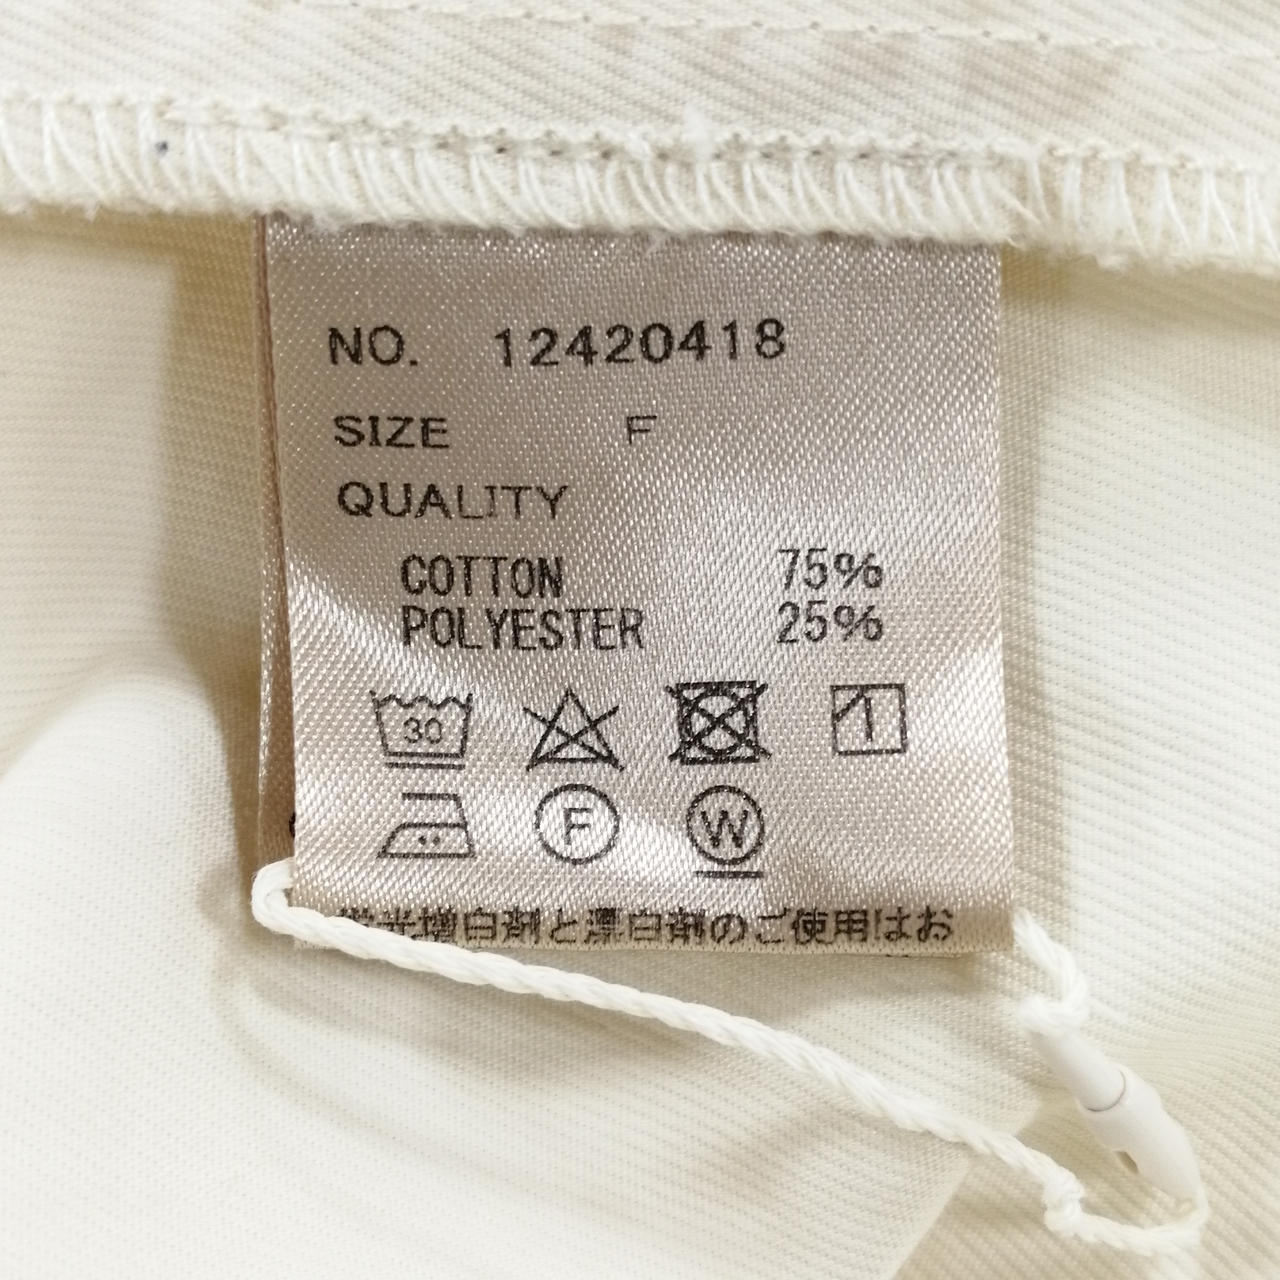 NO. 12420418
SIZE F
QUALITY
COTTON 75%
POLYESTER 25%
30
F W
蛍光増白剤と漂白剤のご使用はお